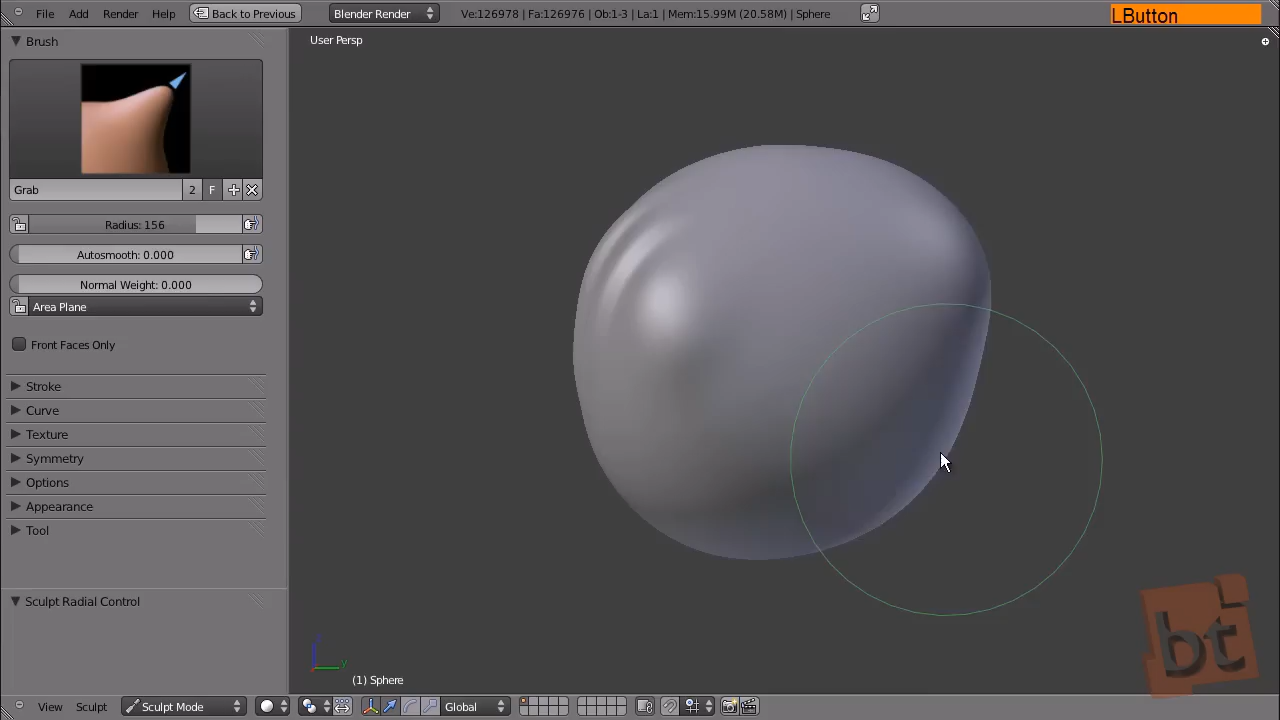 File Add Render Help Back to Previous Blender Render Ve:126978 | Fa:126976 | Ob:1-3 | La:1 | Mem:15.99M (20.58M) | Sphere LButton
Brush
User Persp
Grab 2 F
Radius: 156
Autosmooth: 0.000
Normal Weight: 0.000
Area Plane
Front Faces Only
Stroke
Curve
Texture
Symmetry
Options
Appearance
Tool
Sculpt Radial Control
y
(1) Sphere
bt
View Sculpt Sculpt Mode Global